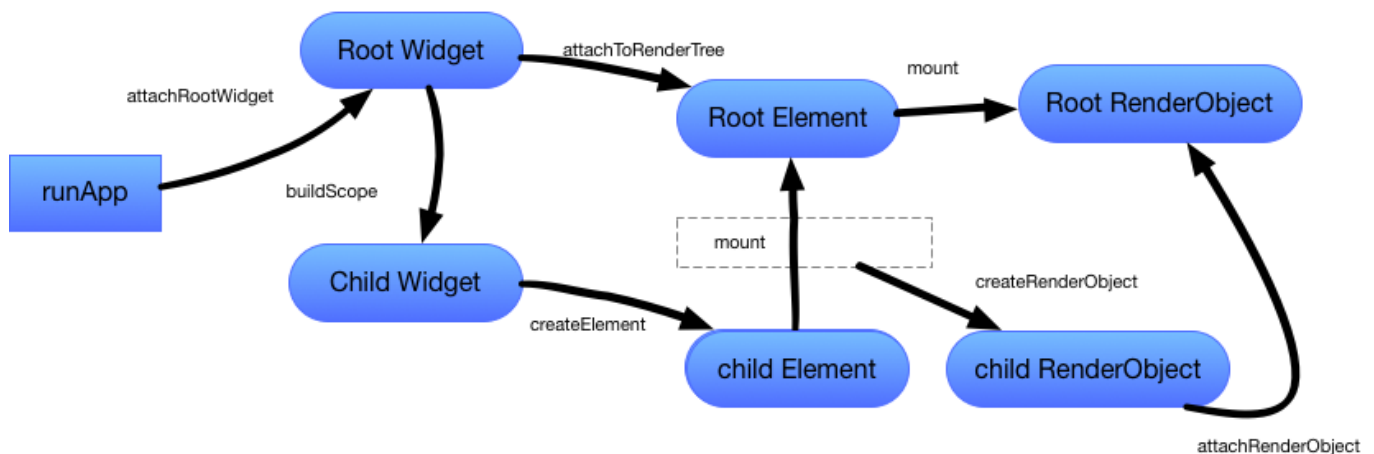 Root Widget
attachToRenderTree
mount
attachRootWidget
Root Element
Root RenderObject
runApp
buildScope
mount
Child Widget
createRenderObject
createElement
child Element
child RenderObject
attachRenderObject